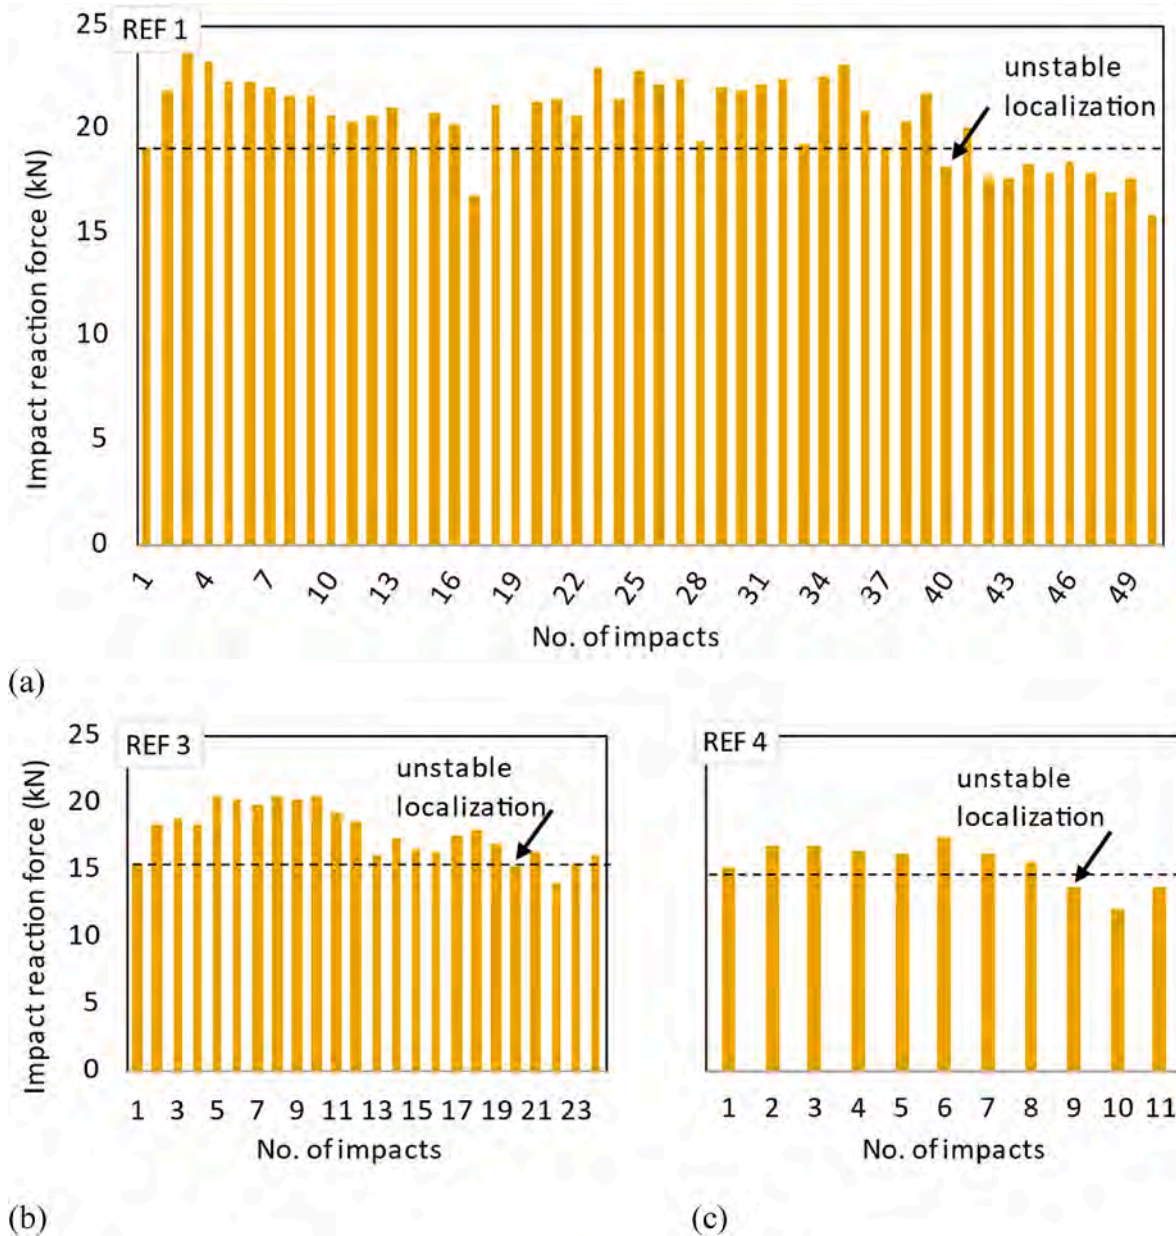 REF 1
25
20
15
10
5
0
Impact reaction force (kN)
unstable
localization
1 4 7 10 13 16 19 22 25 28 31 34 37 40 43 46 49
No. of impacts
(a)
REF 3
25
20
15
10
5
0
Impact reaction force (kN)
unstable
localization
1 3 5 7 9 11 13 15 17 19 21 23
No. of impacts
(b)
REF 4
unstable
localization
1 2 3 4 5 6 7 8 9 10 11
No. of impacts
(c)